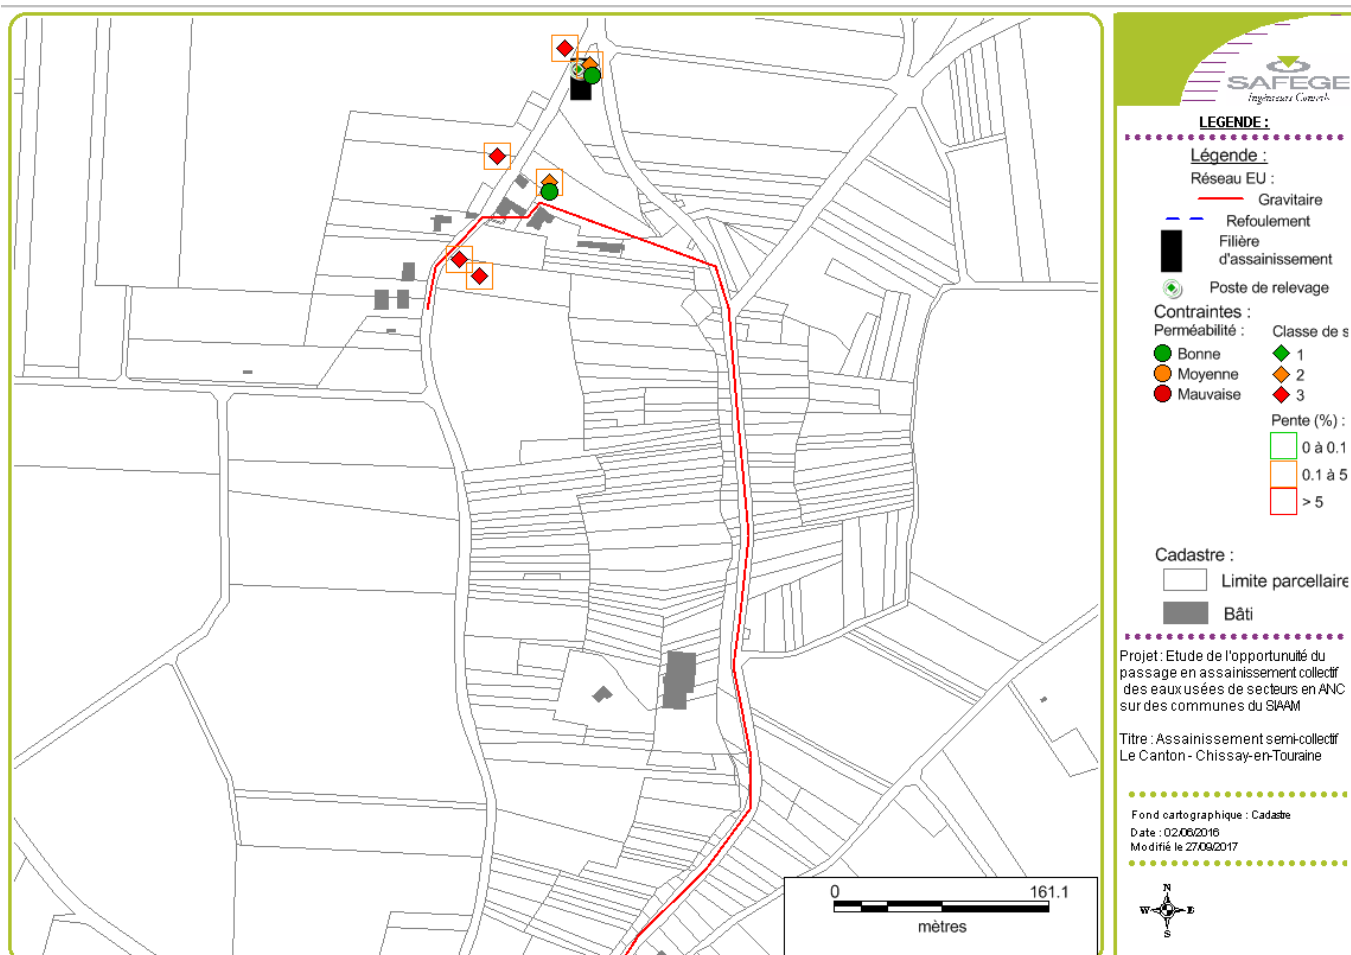 SAFEGE
Ingénieurs Conseils
LEGENDE :
Légende :
Réseau EU :
Gravitaire
Refoulement
Filière
d'assainissement
Poste de relevage
Contraintes :
Perméabilité :
Classe de s
Bonne
1
Moyenne
2
Mauvaise
3
Pente (%) :
0 à 0.1
0.1 à 5
> 5
Cadastre :
Limite parcellaire
Bâti
Projet : Etude de l'opportunuité du
passage en assainissement collectif
des eaux usées de secteurs en ANC
sur des communes du SIAAM
Titre : Assainissement semi-collectif
Le Canton - Chissay-en-Touraine
Fond cartographique : Cadastre
Date : 02/06/2016
Modifié le 27/09/2017
N
W E
S
0 161.1
mètres